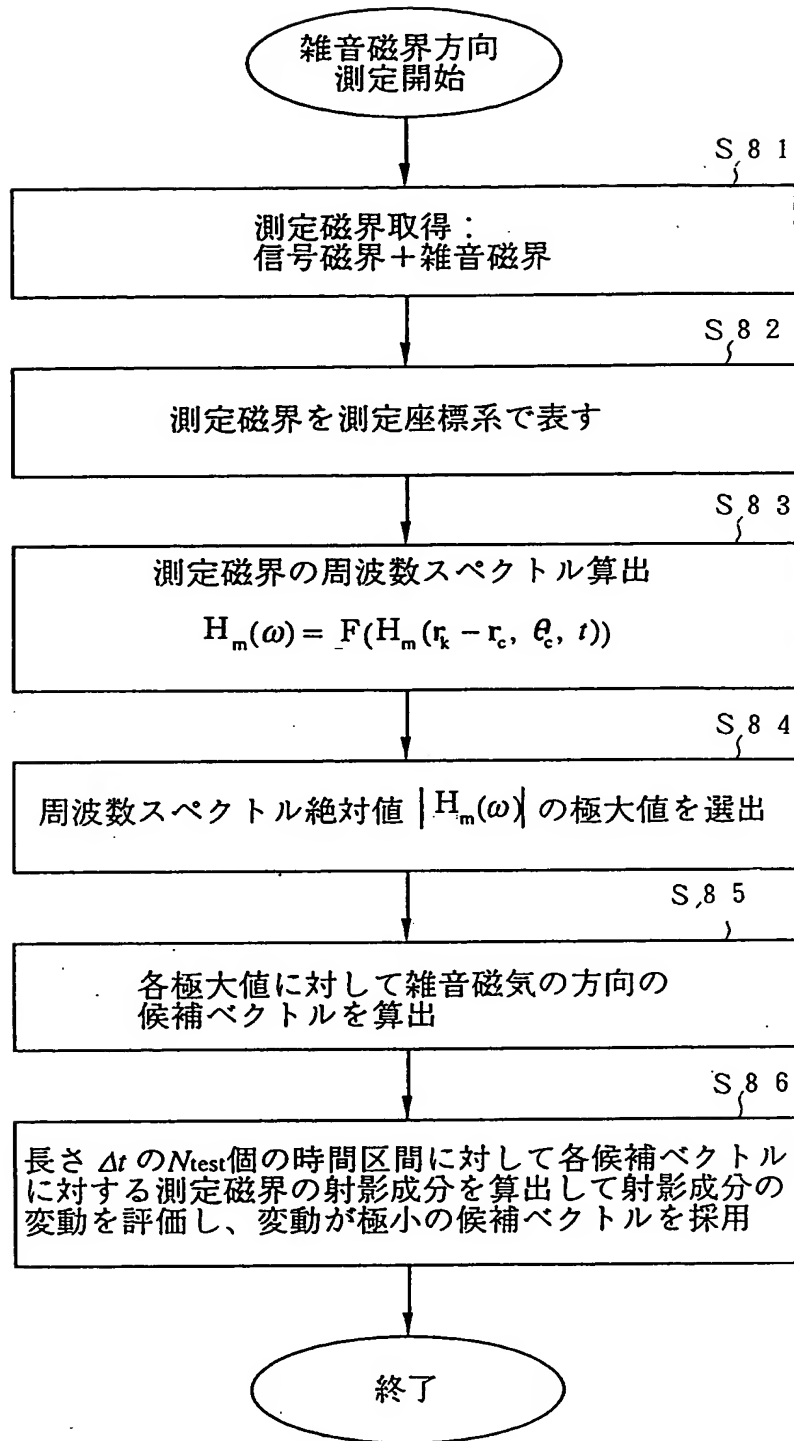 雑音磁界方向
測定開始
S81
測定磁界取得：
信号磁界＋雑音磁界
S82
測定磁界を測定座標系で表す
S83
測定磁界の周波数スペクトル算出
Hm(ω) = F(Hm(rk − rc, θc, t))
S84
周波数スペクトル絶対値 |Hm(ω)| の極大値を選出
S85
各極大値に対して雑音磁気の方向の
候補ベクトルを算出
S86
長さ Δt のNtest個の時間区間に対して各候補ベクトル
に対する測定磁界の射影成分を算出して射影成分の
変動を評価し、変動が極小の候補ベクトルを採用
終了